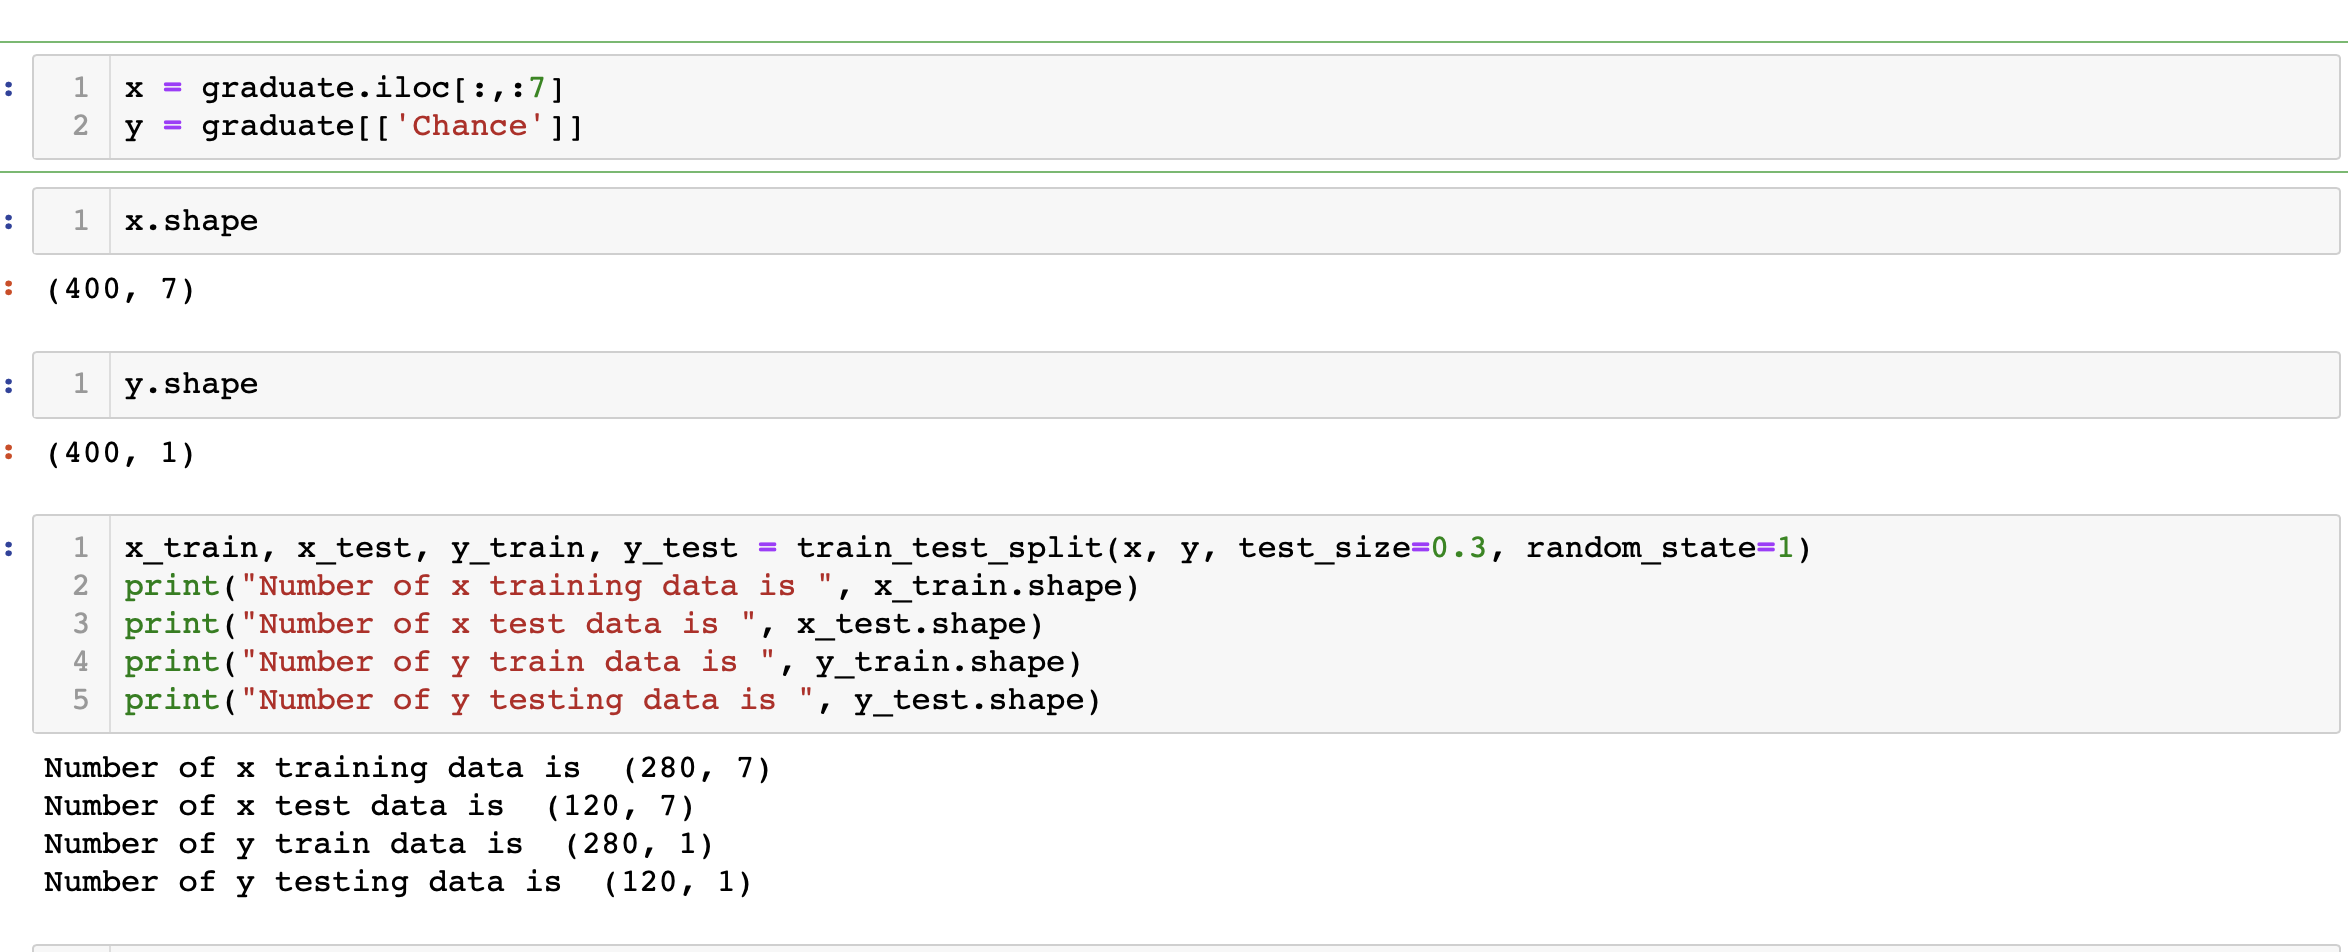 1 x = graduate.iloc[:,:7]
2 y = graduate[['Chance']]
1 x.shape
(400, 7)
1 y.shape
(400, 1)
1 x_train, x_test, y_train, y_test = train_test_split(x, y, test_size=0.3, random_state=1)
2 print("Number of x training data is ", x_train.shape)
3 print("Number of x test data is ", x_test.shape)
4 print("Number of y train data is ", y_train.shape)
5 print("Number of y testing data is ", y_test.shape)
Number of x training data is  (280, 7)
Number of x test data is  (120, 7)
Number of y train data is  (280, 1)
Number of y testing data is  (120, 1)